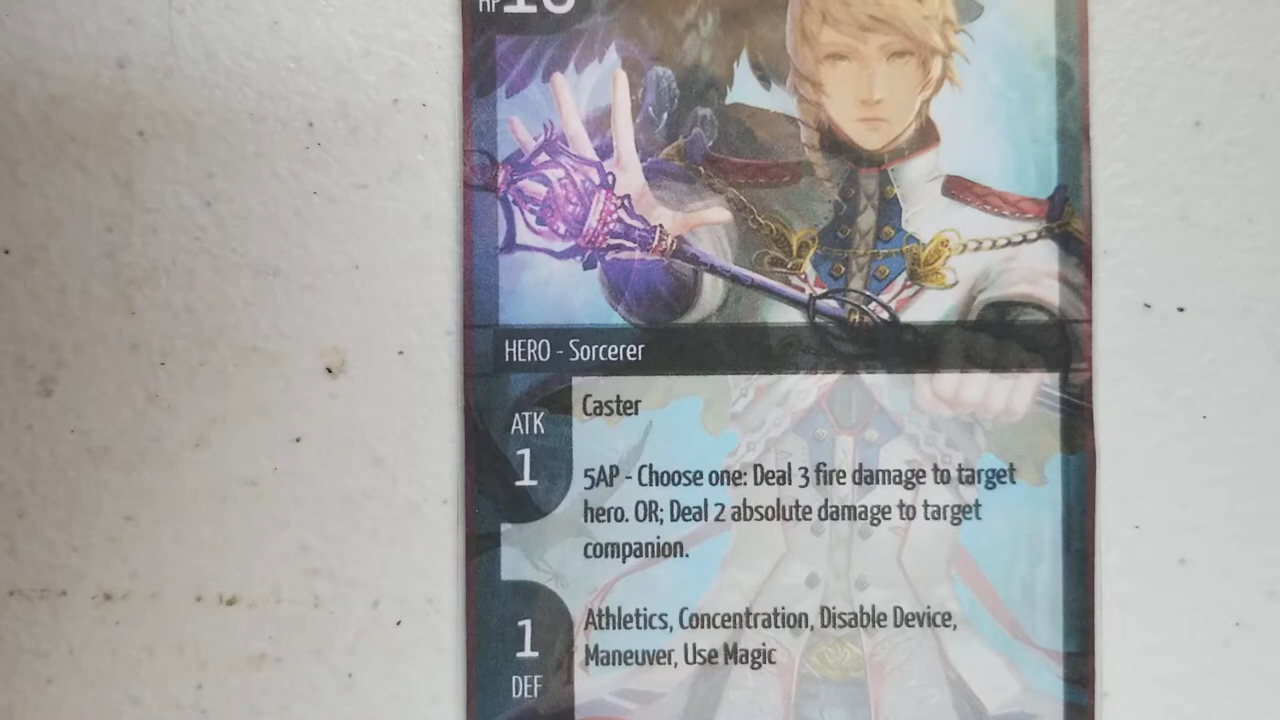 HP
HERO - Sorcerer
ATK
1
Caster
5AP - Choose one: Deal 3 fire damage to target
hero. OR; Deal 2 absolute damage to target
companion.
1
DEF
Athletics, Concentration, Disable Device,
Maneuver, Use Magic